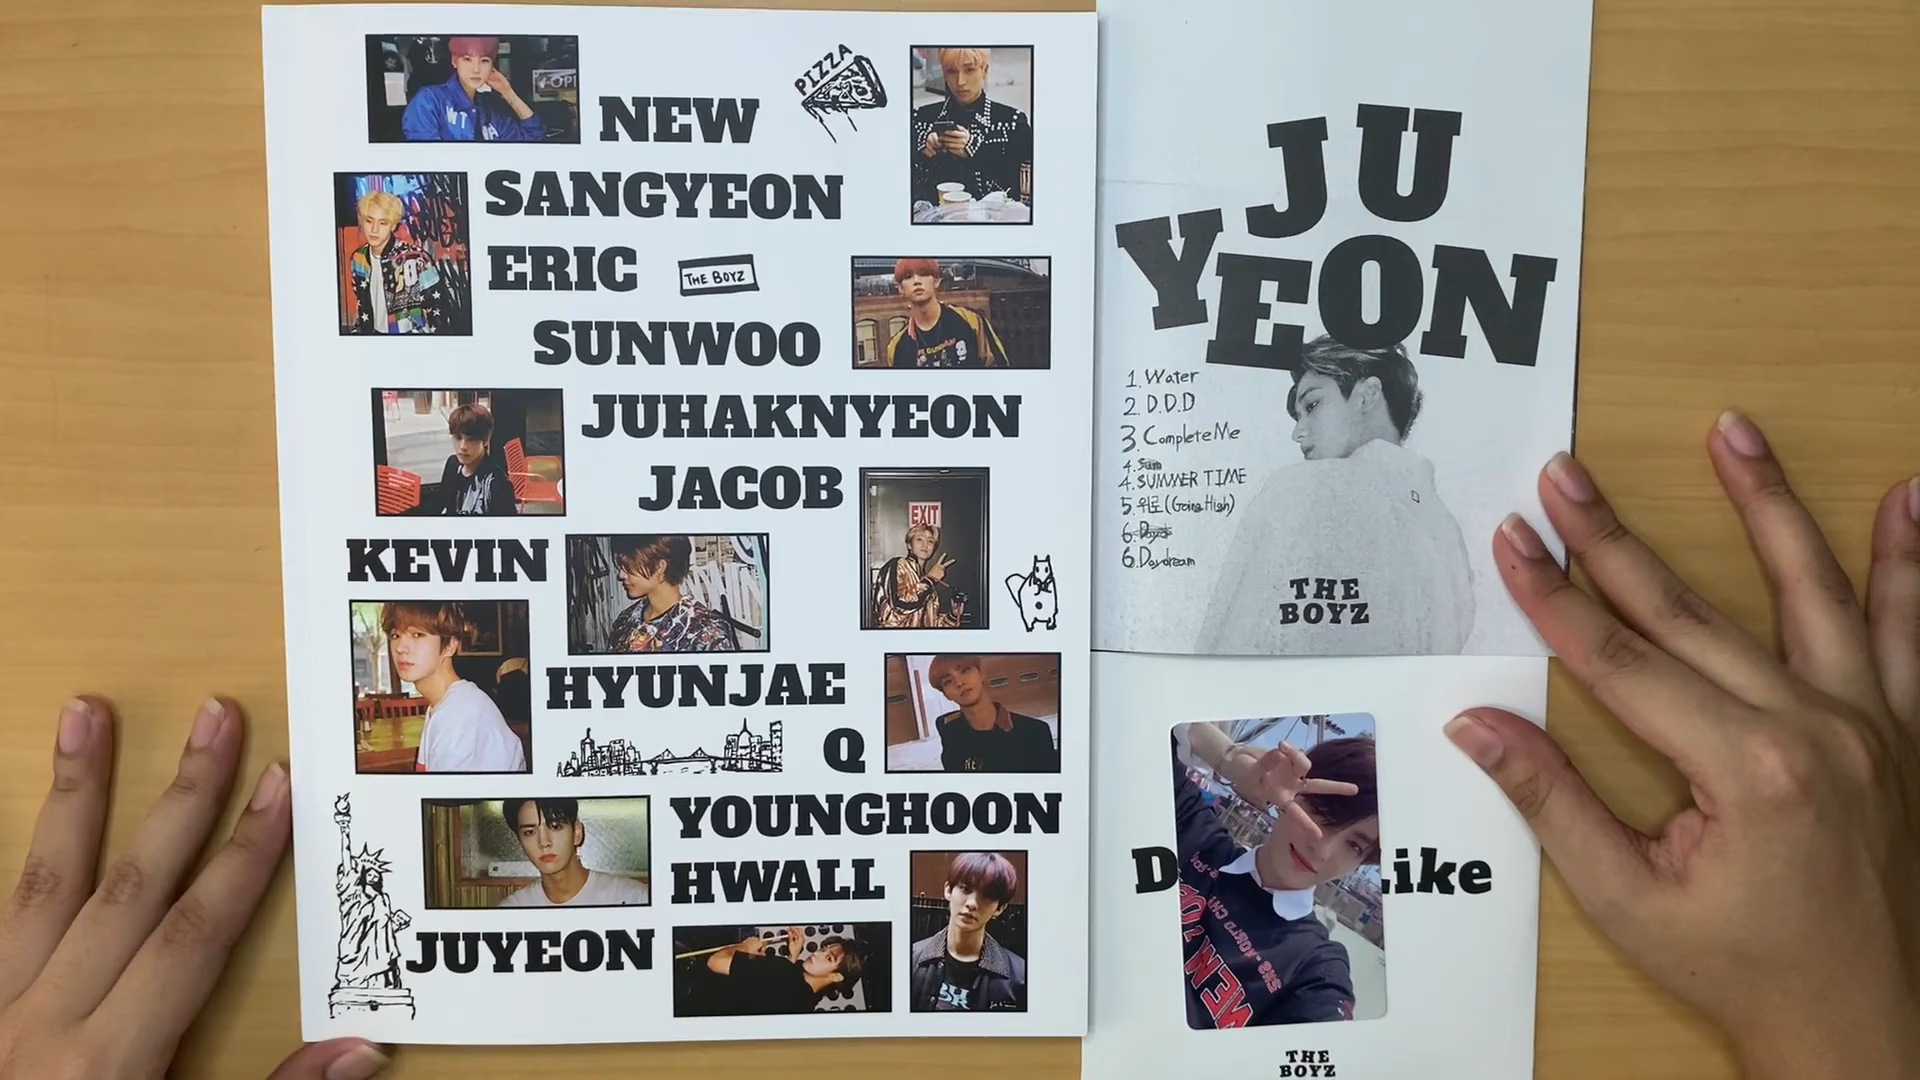 NEW
PIZZA
SANGYEON
ERIC
THE BOYZ
SUNWOO
JUHAKNYEON
JACOB
EXIT
KEVIN
HYUNJAE
Q
YOUNGHOON
HWALL
JUYEON
JU
YEON
1. Water
2. D.D.D
3. Complete Me
4. SUMMER TIME
5. 위로 (Going High)
6. Daydream
THE
BOYZ
D
Like
THE
BOYZ